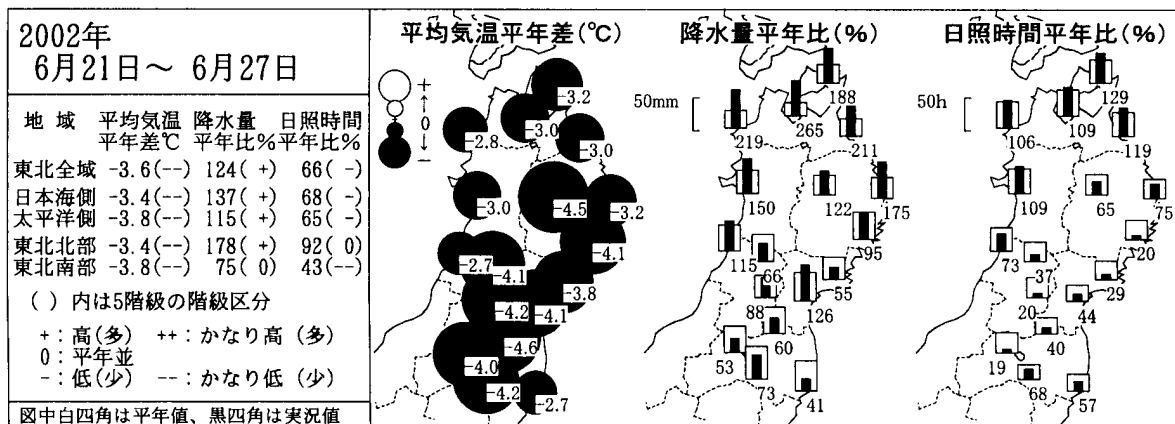 2002年
6月21日～ 6月27日
地 域 平均気温 降水量 日照時間
平年差℃ 平年比% 平年比%
東北全域 -3.6(--) 124( +) 66( -)
日本海側 -3.4(--) 137( +) 68( -)
太平洋側 -3.8(--) 115( +) 65( -)
東北北部 -3.4(--) 178( +) 92( 0)
東北南部 -3.8(--) 75( 0) 43(--)
( ) 内は5階級の階級区分
+：高(多) ++：かなり高 (多)
0：平年並
-：低(少) --：かなり低 (少)
図中白四角は平年値、黒四角は実況値
平均気温平年差(℃)
+
↑
0
↓
-
-3.2
-3.0
-2.8
-3.0
-3.0
-4.5
-3.2
-4.1
-2.7
-4.1
-3.8
-4.2
-4.1
-4.6
-4.0
-4.2
-2.7
降水量平年比(%)
50mm
188
265
219
211
150
122
175
95
115
66
55
88
126
60
53
73
41
日照時間平年比(%)
50h
129
109
106
119
109
65
75
20
73
37
29
20
44
40
19
68
57